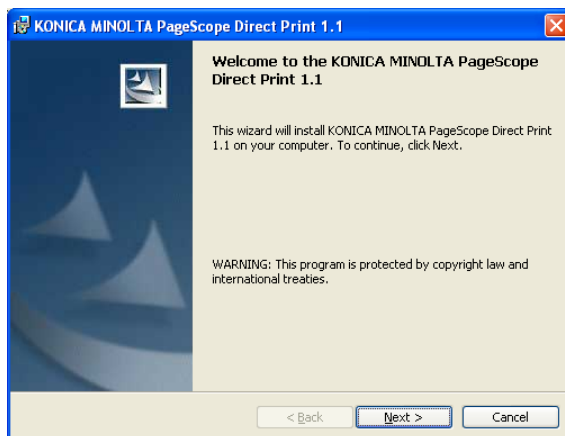 KONICA MINOLTA PageScope Direct Print 1.1
Welcome to the KONICA MINOLTA PageScope
Direct Print 1.1
This wizard will install KONICA MINOLTA PageScope Direct Print
1.1 on your computer. To continue, click Next.
WARNING: This program is protected by copyright law and
international treaties.
< Back
Next >
Cancel